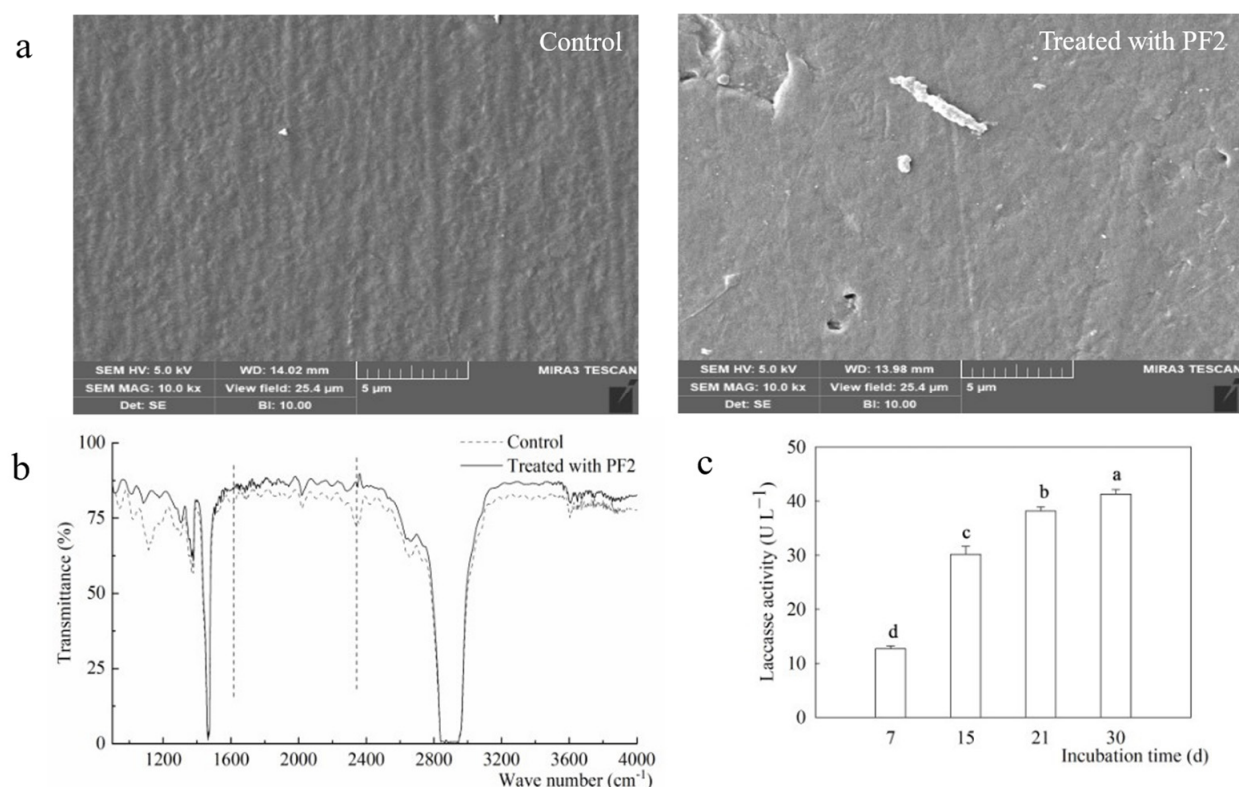 a
Control
SEM HV: 5.0 kV WD: 14.02 mm MIRA3 TESCAN
SEM MAG: 10.0 kx View field: 25.4 µm 5 µm
Det: SE BI: 10.00
Treated with PF2
SEM HV: 5.0 kV WD: 13.98 mm MIRA3 TESCAN
SEM MAG: 10.0 kx View field: 25.4 µm 5 µm
Det: SE BI: 10.00
b
Control
Treated with PF2
Transmittance (%)
100
75
50
25
0
1200 1600 2000 2400 2800 3200 3600 4000
Wave number (cm⁻¹)
c
Laccasse activity (U L⁻¹)
50
40
30
20
10
0
d
c
b
a
7 15 21 30
Incubation time (d)